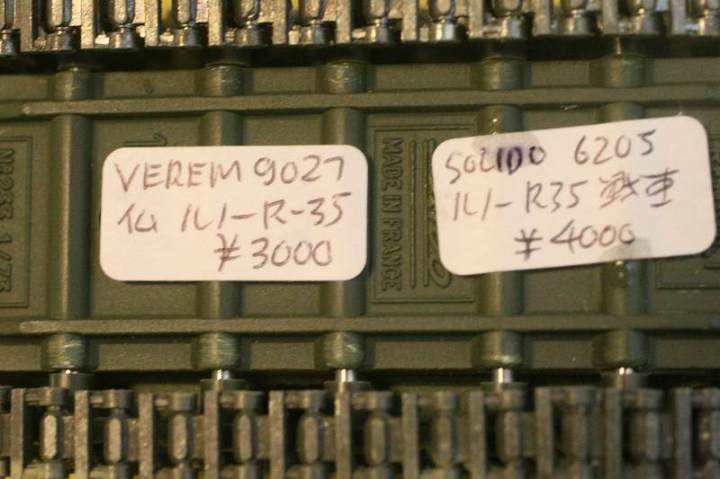 VEREM 9027
仏 ルノーR-35
¥3000
SOLIDO 6205
ルノーR35 戦車
¥4000
MADE IN FRANCE